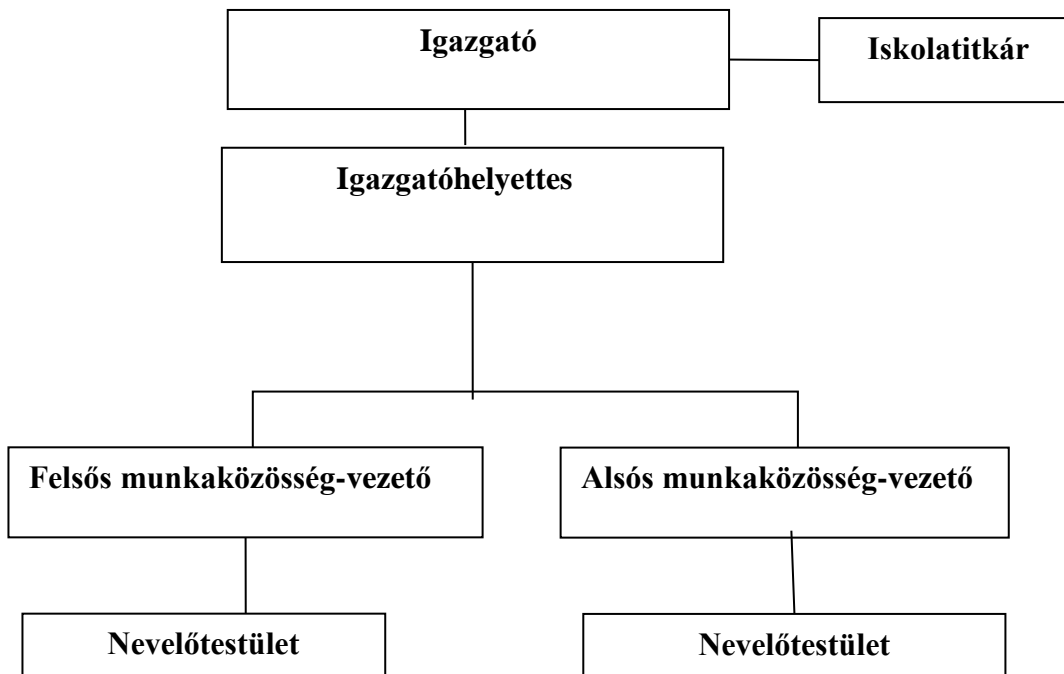 Igazgató
Iskolatitkár
Igazgatóhelyettes
Felsős munkaközösség-vezető
Alsós munkaközösség-vezető
Nevelőtestület
Nevelőtestület